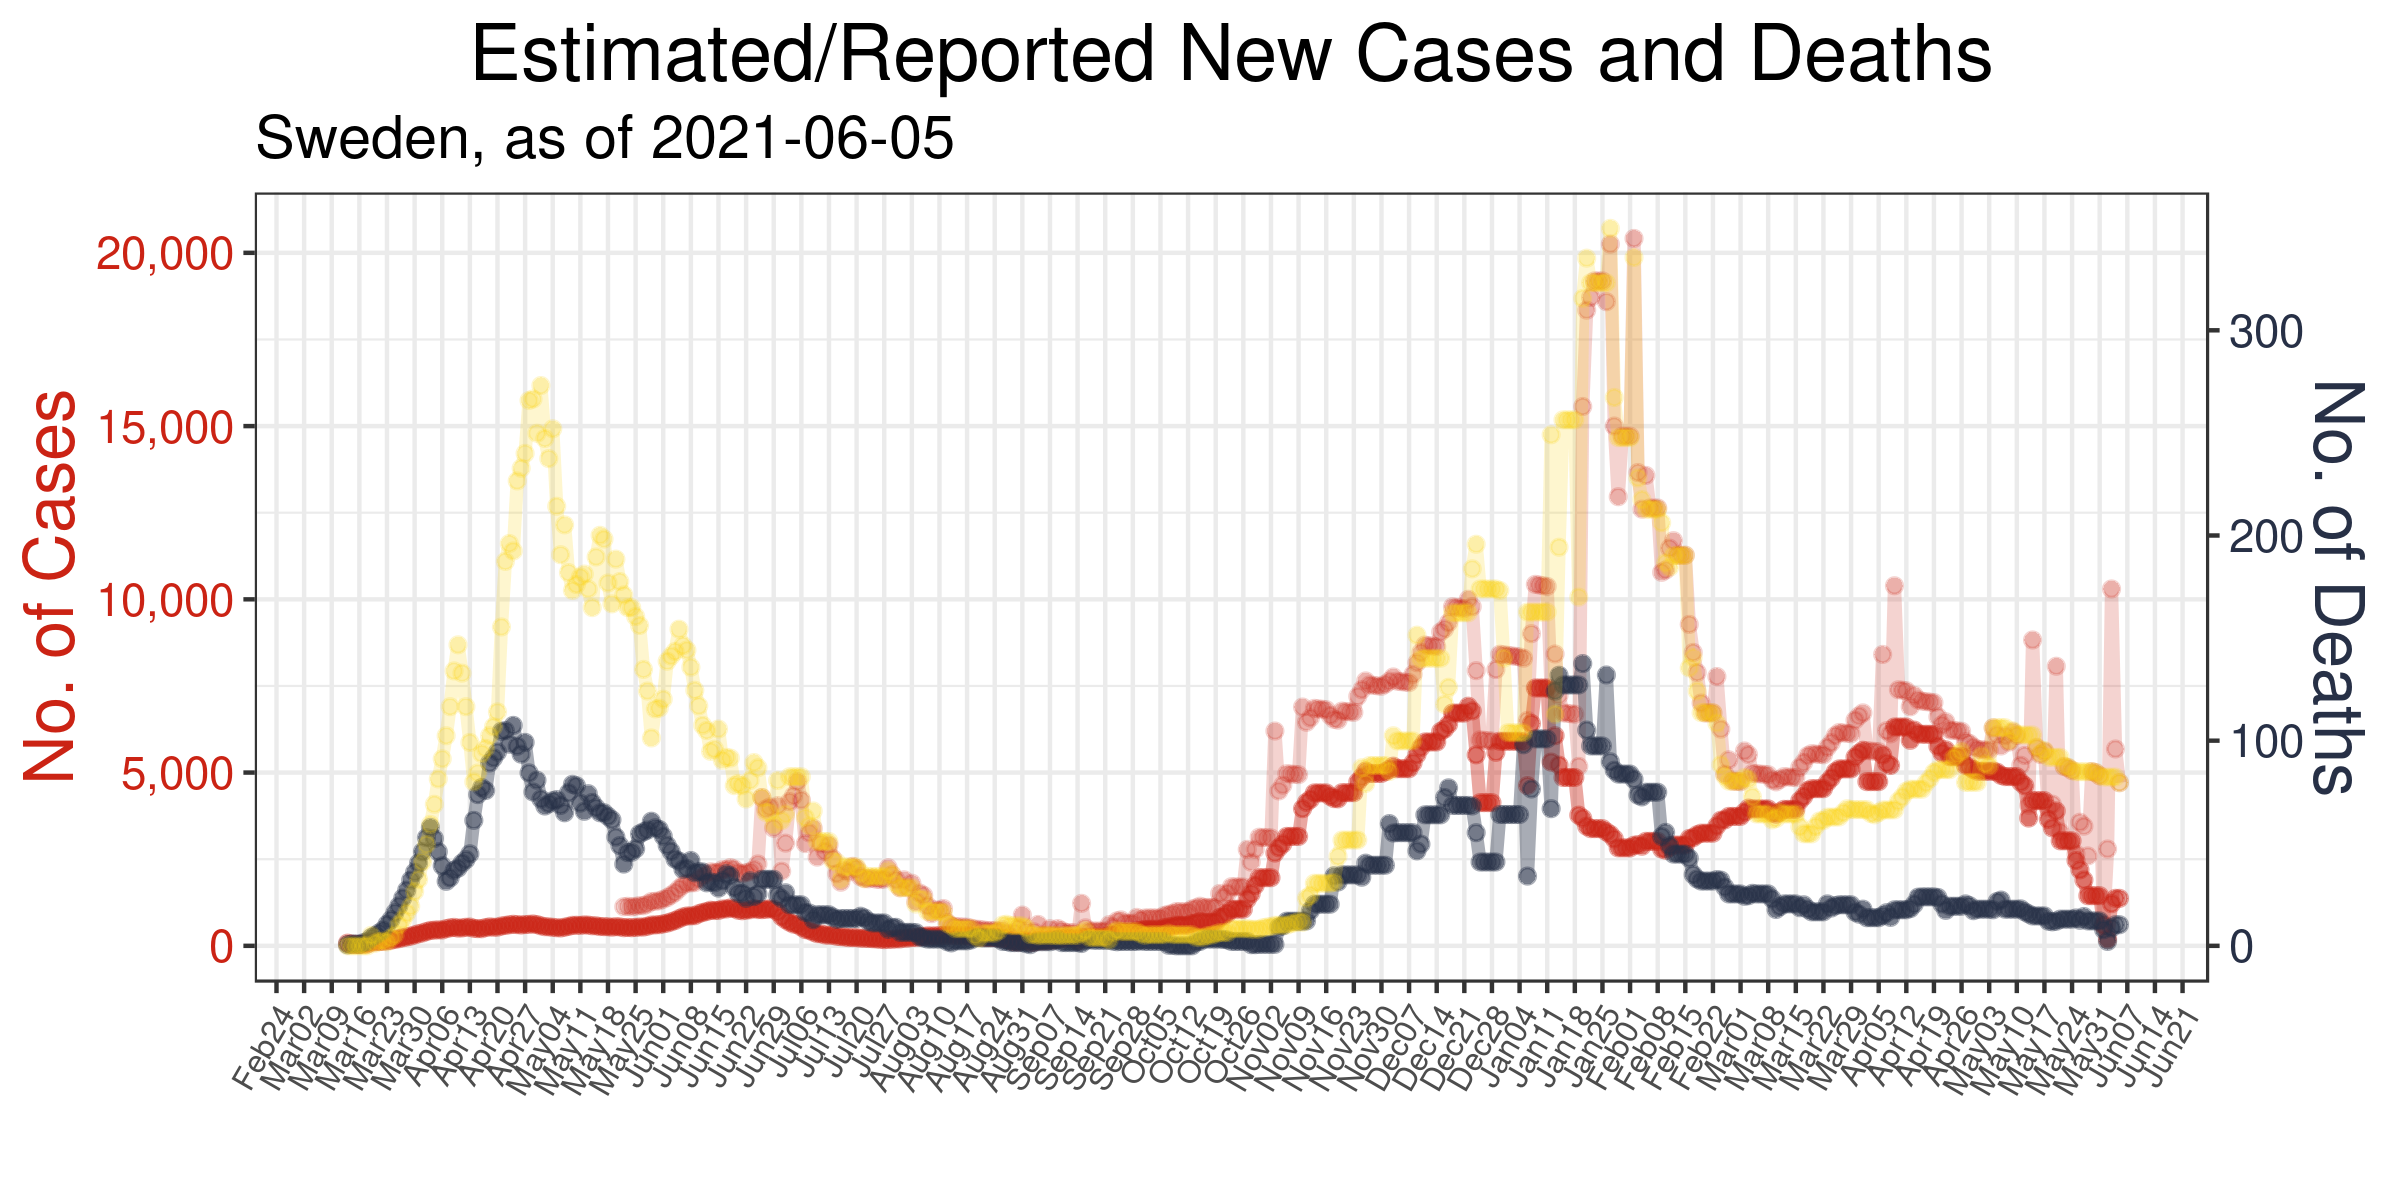 Estimated/Reported New Cases and Deaths
Sweden, as of 2021-06-05
No. of Cases
20,000
15,000
10,000
5,000
0
No. of Deaths
300
200
100
0
Feb24
Mar02
Mar09
Mar16
Mar23
Mar30
Apr06
Apr13
Apr20
Apr27
May04
May11
May18
May25
Jun01
Jun08
Jun15
Jun22
Jun29
Jul06
Jul13
Jul20
Jul27
Aug03
Aug10
Aug17
Aug24
Aug31
Sep07
Sep14
Sep21
Sep28
Oct05
Oct12
Oct19
Oct26
Nov02
Nov09
Nov16
Nov23
Nov30
Dec07
Dec14
Dec21
Dec28
Jan04
Jan11
Jan18
Jan25
Feb01
Feb08
Feb15
Feb22
Mar01
Mar08
Mar15
Mar22
Mar29
Apr05
Apr12
Apr19
Apr26
May03
May10
May17
May24
May31
Jun07
Jun14
Jun21